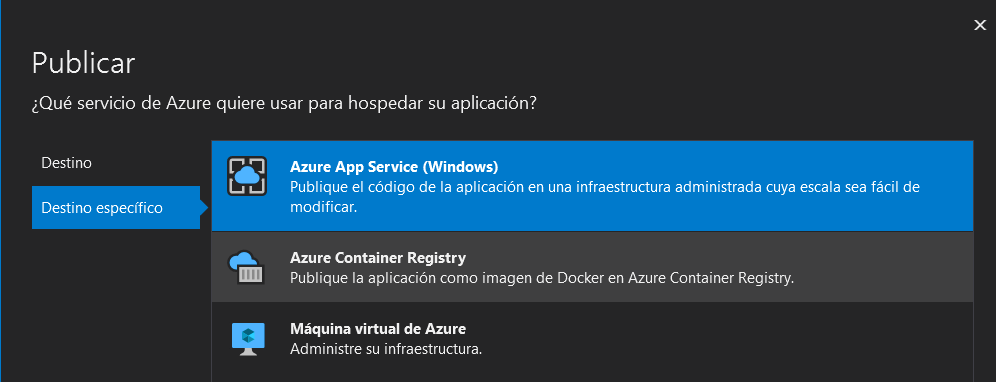 Publicar
¿Qué servicio de Azure quiere usar para hospedar su aplicación?
Destino
Destino específico
Azure App Service (Windows)
Publique el código de la aplicación en una infraestructura administrada cuya escala sea fácil de
modificar.
Azure Container Registry
Publique la aplicación como imagen de Docker en Azure Container Registry.
Máquina virtual de Azure
Administre su infraestructura.